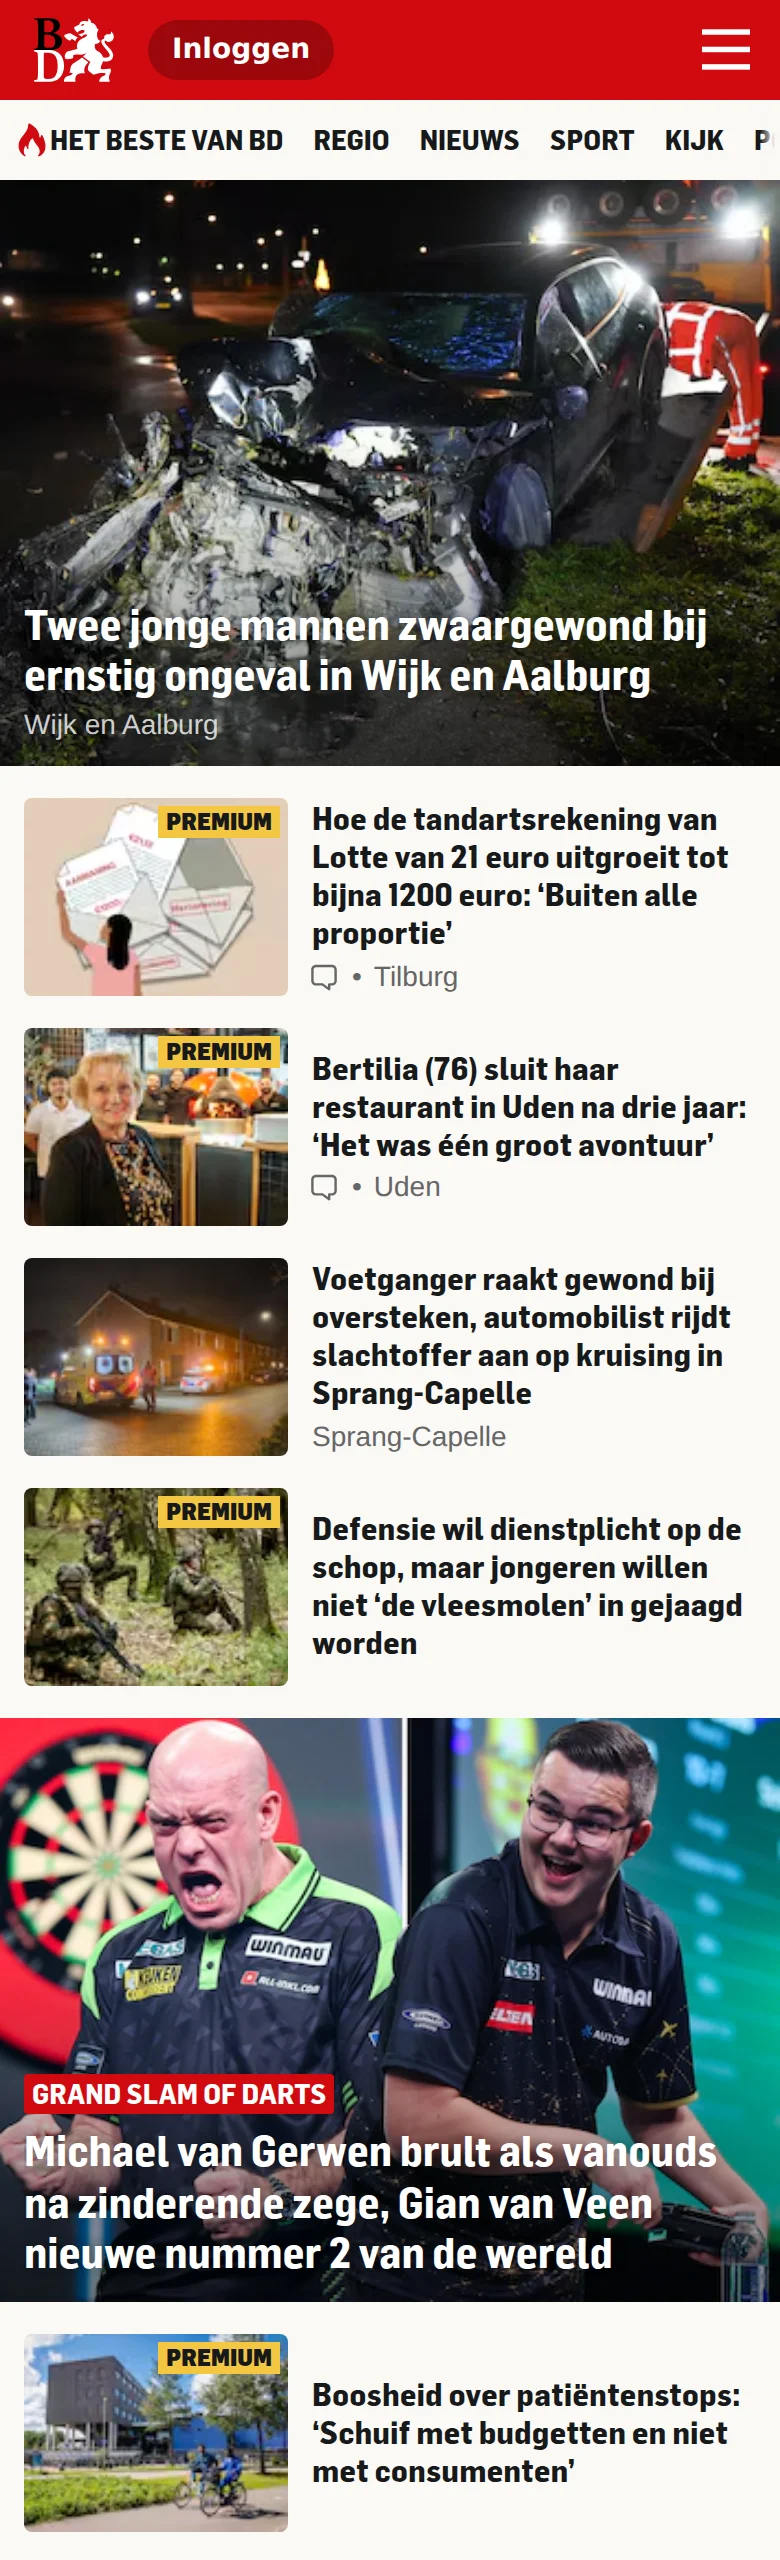 BD
Inloggen
HET BESTE VAN BD REGIO NIEUWS SPORT KIJK
Twee jonge mannen zwaargewond bij
ernstig ongeval in Wijk en Aalburg
Wijk en Aalburg
PREMIUM
AANMANING
Hoe de tandartsrekening van
Lotte van 21 euro uitgroeit tot
bijna 1200 euro: ‘Buiten alle
proportie’
• Tilburg
PREMIUM
Bertilia (76) sluit haar
restaurant in Uden na drie jaar:
‘Het was één groot avontuur’
• Uden
Voetganger raakt gewond bij
oversteken, automobilist rijdt
slachtoffer aan op kruising in
Sprang-Capelle
Sprang-Capelle
PREMIUM
Defensie wil dienstplicht op de
schop, maar jongeren willen
niet ‘de vleesmolen’ in gejaagd
worden
WINMAU
ALL-INKL.COM
KEUKEN
CONCURRENT
WINMAU
GRAND SLAM OF DARTS
Michael van Gerwen brult als vanouds
na zinderende zege, Gian van Veen
nieuwe nummer 2 van de wereld
PREMIUM
Boosheid over patiëntenstops:
‘Schuif met budgetten en niet
met consumenten’